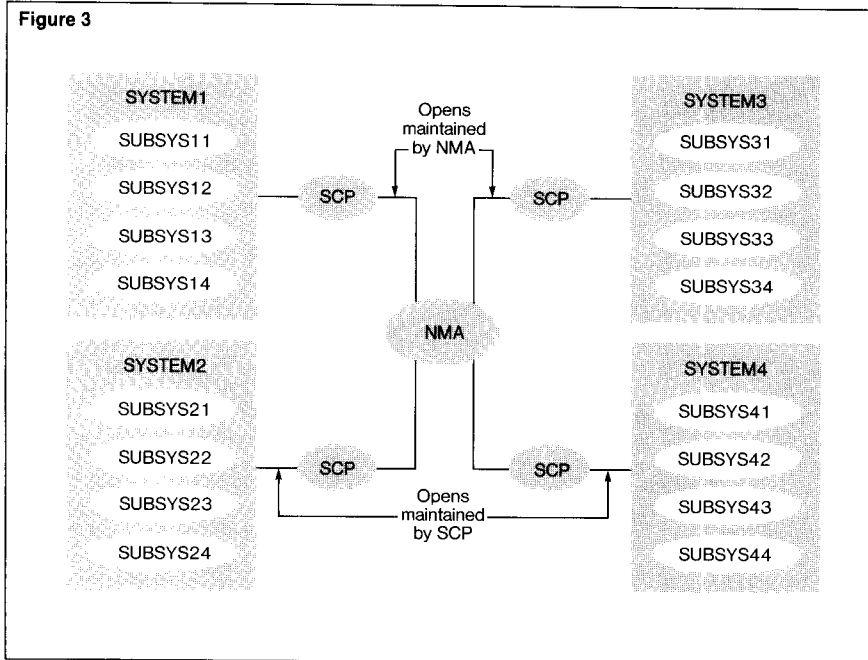 Figure 3
SYSTEM1
SUBSYS11
SUBSYS12
SUBSYS13
SUBSYS14
SCP
Opens
maintained
by NMA
SCP
SYSTEM3
SUBSYS31
SUBSYS32
SUBSYS33
SUBSYS34
NMA
SYSTEM2
SUBSYS21
SUBSYS22
SUBSYS23
SUBSYS24
SCP
Opens
maintained
by SCP
SCP
SYSTEM4
SUBSYS41
SUBSYS42
SUBSYS43
SUBSYS44